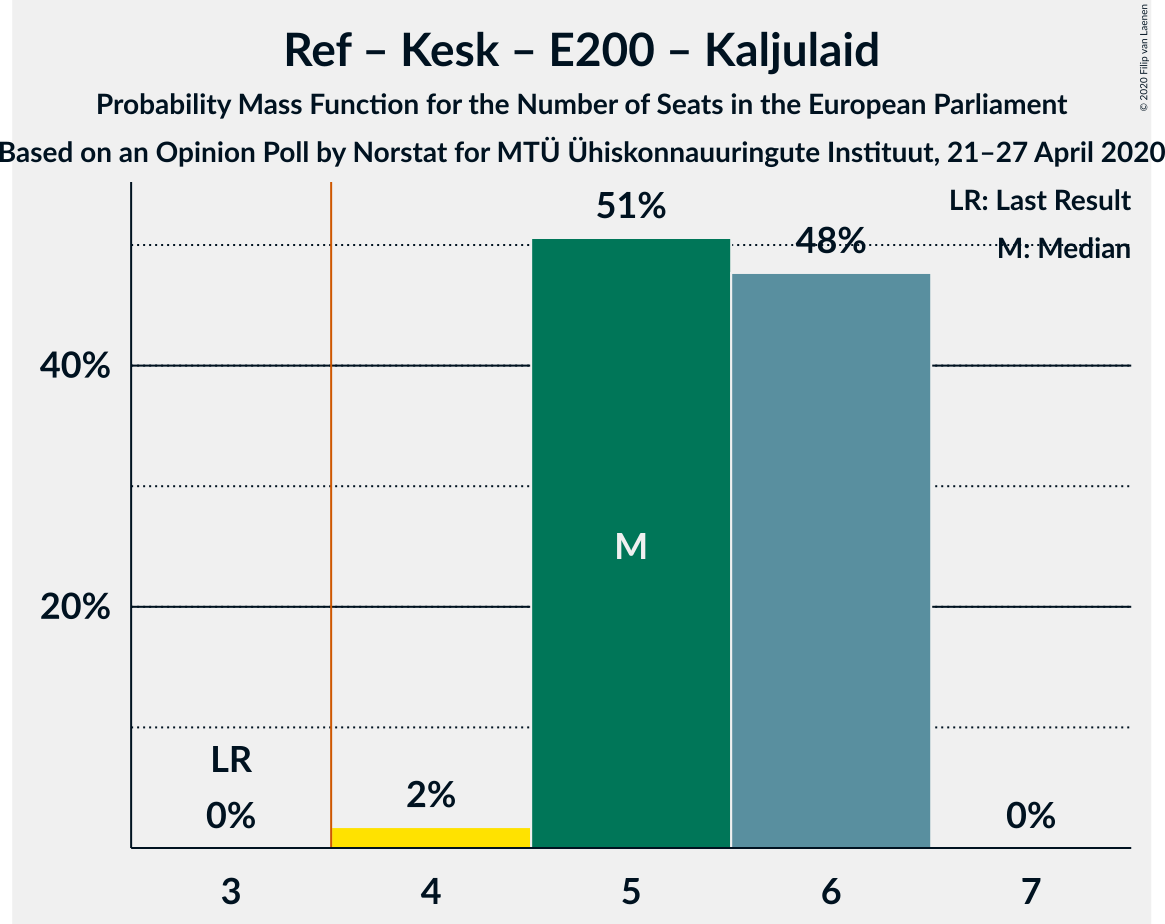 Ref – Kesk – E200 – Kaljulaid
Probability Mass Function for the Number of Seats in the European Parliament
Based on an Opinion Poll by Norstat for MTÜ Ühiskonnauuringute Instituut, 21–27 April 2020
© 2020 Filip van Laenen
LR: Last Result
M: Median
51%
48%
40%
M
20%
LR
0%
2%
0%
3 4 5 6 7